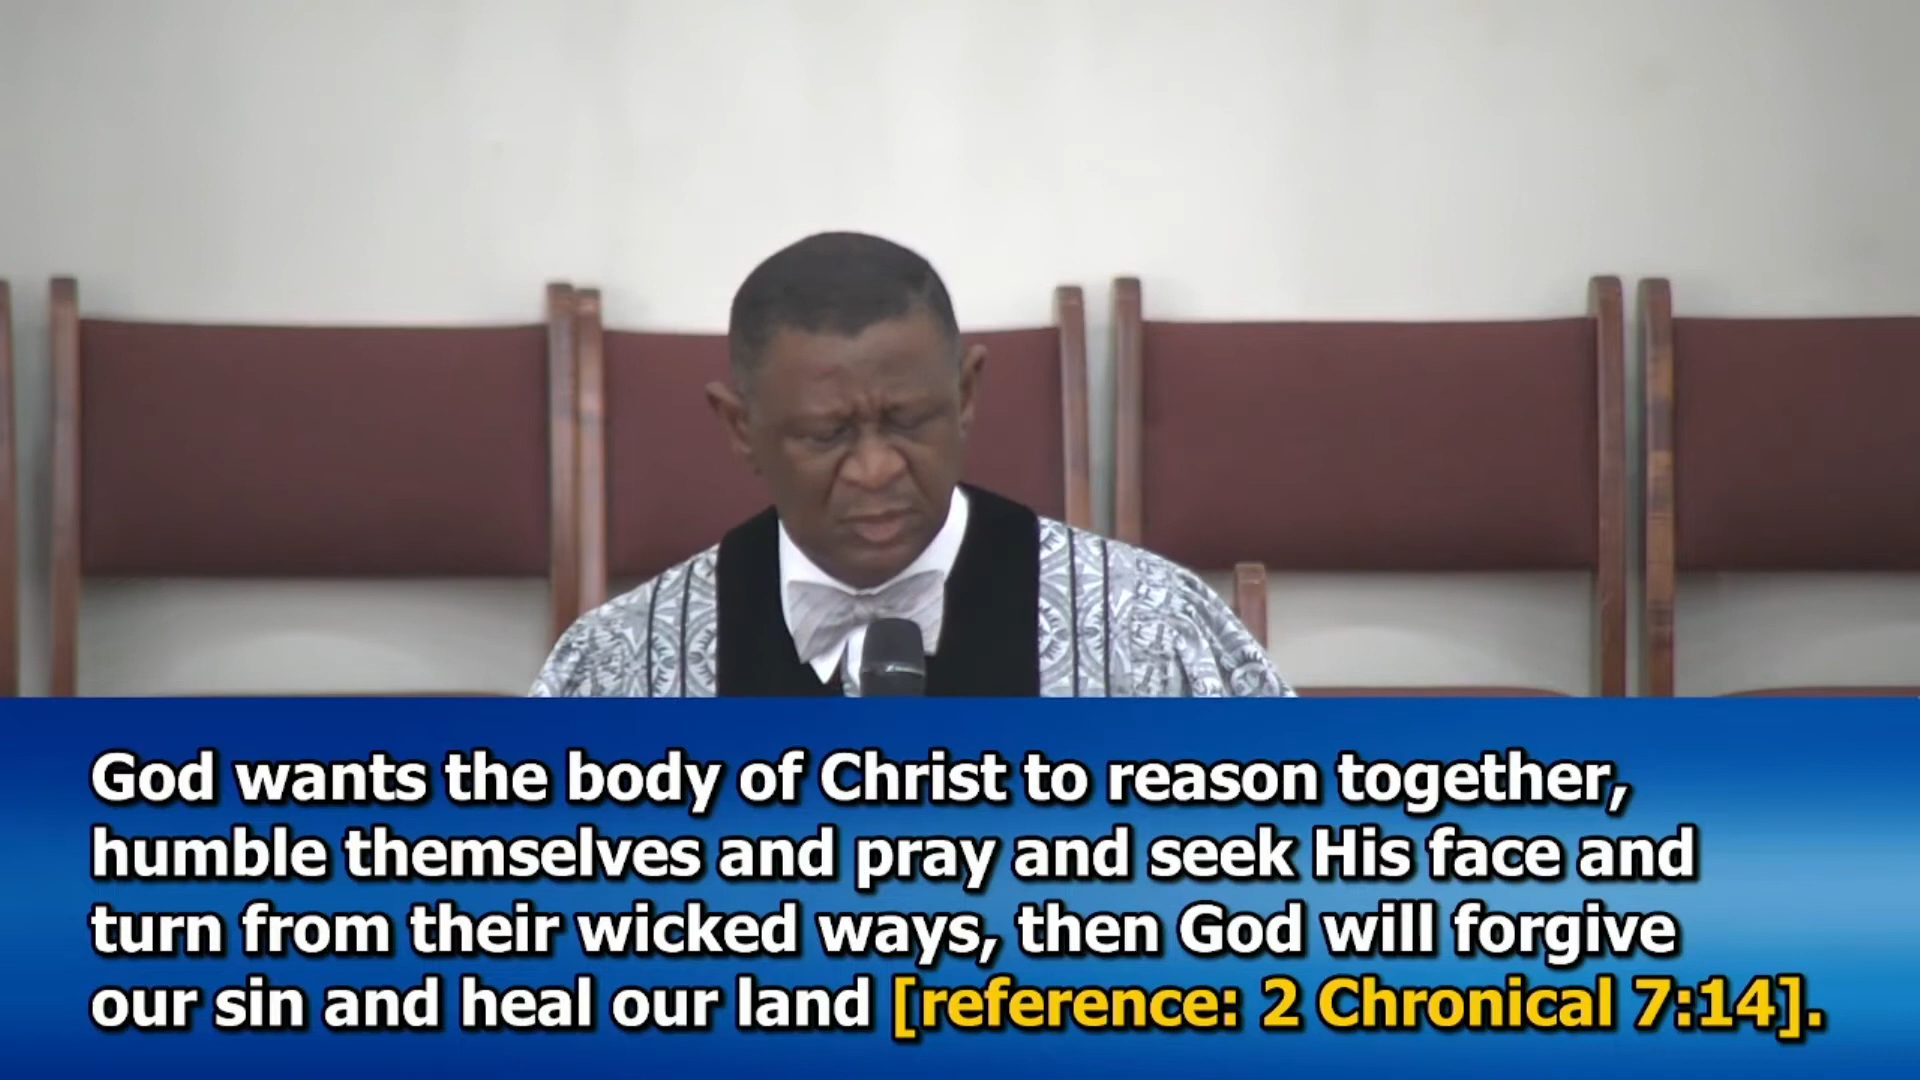 God wants the body of Christ to reason together,
humble themselves and pray and seek His face and
turn from their wicked ways, then God will forgive
our sin and heal our land [reference: 2 Chronical 7:14].